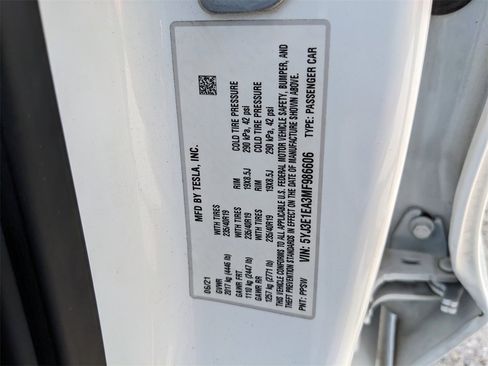 MFD BY TESLA, INC.
06/21
GVWR
2017 kg (4446 lb)
WITH TIRES
235/40R19
RIM
19X8.5J
COLD TIRE PRESSURE
290 kPa, 42 psi
GAWR FRT
1110 kg (2447 lb)
WITH TIRES
235/40R19
RIM
19X8.5J
COLD TIRE PRESSURE
290 kPa, 42 psi
GAWR RR
1257 kg (2771 lb)
THIS VEHICLE CONFORMS TO ALL APPLICABLE U.S. FEDERAL MOTOR VEHICLE SAFETY, BUMPER, AND
THEFT PREVENTION STANDARDS IN EFFECT ON THE DATE OF MANUFACTURE SHOWN ABOVE.
VIN: 5YJ3E1EA3MF986606
PNT: PPSW
TYPE: PASSENGER CAR